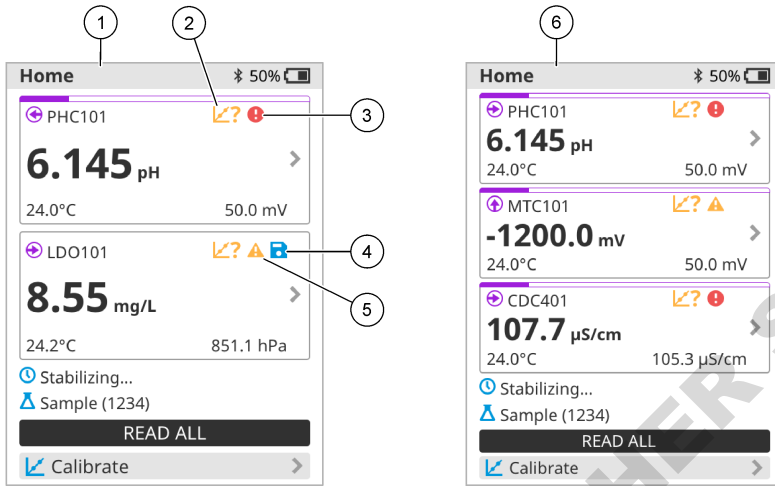 1
2
Home
50%
PHC101
?
3
6.145 pH
24.0°C
50.0 mV
LDO101
?
4
8.55 mg/L
5
24.2°C
851.1 hPa
Stabilizing...
Sample (1234)
READ ALL
Calibrate
6
Home
50%
PHC101
?
6.145 pH
24.0°C
50.0 mV
MTC101
?
-1200.0 mV
24.0°C
50.0 mV
CDC401
?
107.7 µS/cm
24.0°C
105.3 µS/cm
Stabilizing...
Sample (1234)
READ ALL
Calibrate
HER S